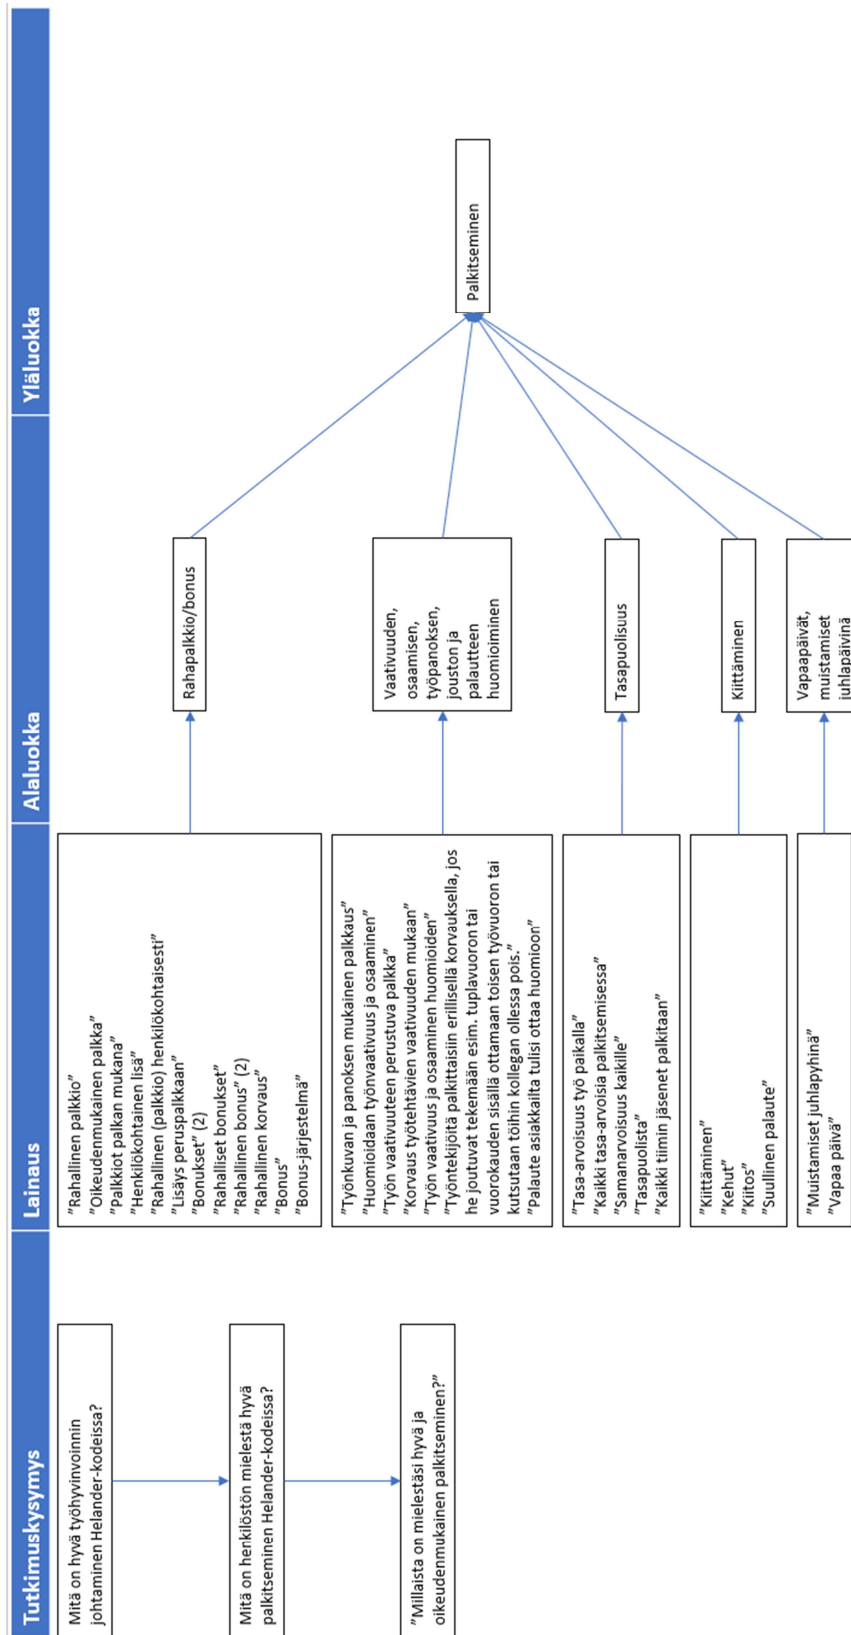 Tutkimuskysymys
Lainaus
Alaluokka
Yläluokka
Mitä on hyvä työhyvinvoinnin
johtaminen Helander-kodeissa?
Mitä on henkilöstön mielestä hyvä
palkitseminen Helander-kodeissa?
"Millaista on mielestäsi hyvä ja
oikeudenmukainen palkitseminen?"
"Rahallinen palkkio"
"Oikeudenmukainen palkka"
"Palkkiot palkan mukana"
"Henkilökohtainen lisä"
"Rahallinen (palkkio) henkilökohtaisesti"
"Lisäys peruspalkkaan"
"Bonukset" (2)
"Rahalliset bonukset"
"Rahallinen bonus" (2)
"Rahallinen korvaus"
"Bonus"
"Bonus-järjestelmä"
"Työnkuvan ja panoksen mukainen palkkaus"
"Huomioidaan työnvaativuus ja osaaminen"
"Työn vaativuuteen perustuva palkka"
"Korvaus työtehtävien vaativuuden mukaan"
"Työn vaativuus ja osaaminen huomioiden"
"Työntekijöitä palkittaisiin erillisellä korvauksella, jos
he joutuvat tekemään esim. tuplavuoron tai
vuorokauden sisällä ottamaan toisen työvuoron tai
kutsutaan töihin kollegan ollessa pois."
"Palaute asiakkailta tulisi ottaa huomioon"
"Tasa-arvoisuus työ paikalla"
"Kaikki tasa-arvoisia palkitsemisessa"
"Samanarvoisuus kaikille"
"Tasapuolista"
"Kaikki tiimin jäsenet palkitaan"
"Kiittäminen"
"Kehut"
"Kiitos"
"Suullinen palaute"
"Muistamiset juhlapyhinä"
"Vapaa päivä"
Rahapalkkio/bonus
Vaativuuden,
osaamisen,
työpanoksen,
jouston ja
palautteen
huomioiminen
Tasapuolisuus
Kiittäminen
Vapaapäivät,
muistamiset
juhlapäivinä
Palkitseminen